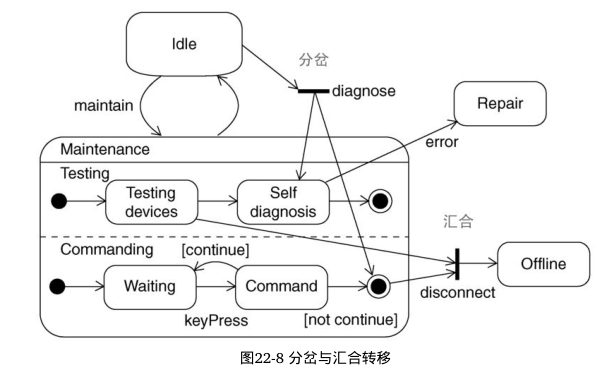 Idle
分岔
maintain
diagnose
Repair
Maintenance
error
Testing
Testing
devices
Self
diagnosis
汇合
Commanding
[continue]
Offline
Waiting
Command
disconnect
keyPress
[not continue]
图22-8 分岔与汇合转移